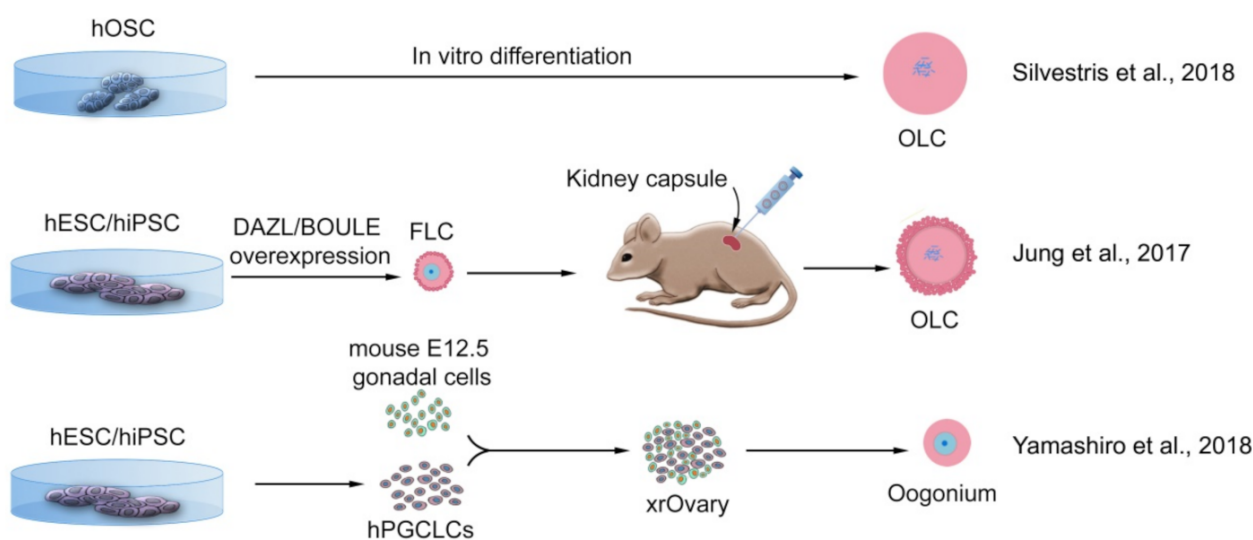 hOSC
In vitro differentiation
OLC
Silvestris et al., 2018
hESC/hiPSC
DAZL/BOULE
overexpression
FLC
Kidney capsule
OLC
Jung et al., 2017
hESC/hiPSC
mouse E12.5
gonadal cells
hPGCLCs
xrOvary
Oogonium
Yamashiro et al., 2018